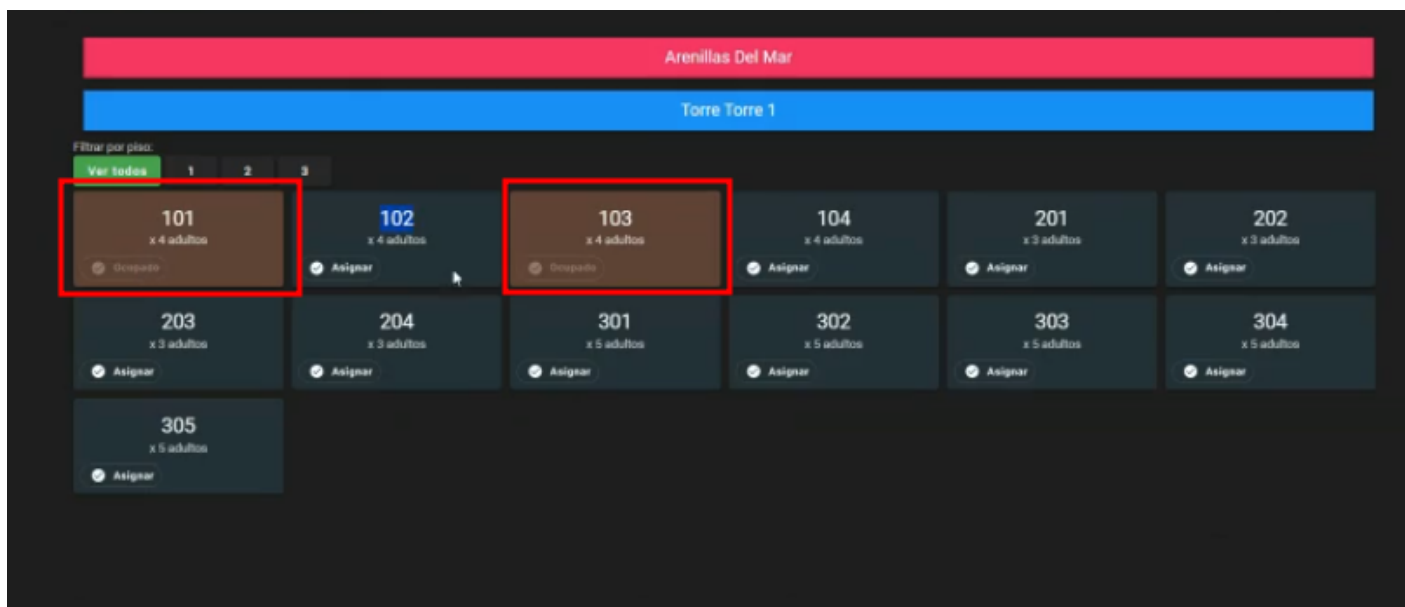 Arenillas Del Mar
Torre Torre 1
Filtrar por piso:
Ver todos 1 2 3
101 102 103 104 201 202
x 4 adultos x 4 adultos x 4 adultos x 4 adultos x 3 adultos x 3 adultos
Ocupado Asignar Ocupado Asignar Asignar Asignar
203 204 301 302 303 304
x 3 adultos x 3 adultos x 5 adultos x 5 adultos x 5 adultos x 5 adultos
Asignar Asignar Asignar Asignar Asignar Asignar
305
x 5 adultos
Asignar